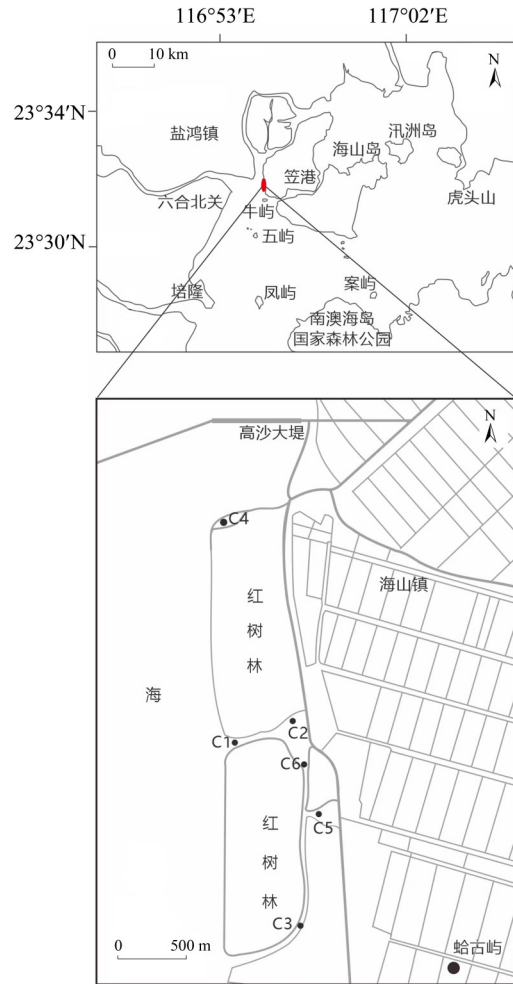 116°53′E
117°02′E
0 10 km
N
23°34′N
盐鸿镇
汛洲岛
海山岛
笠港
虎头山
六合北关
牛屿
五屿
23°30′N
培隆
凤屿
案屿
南澳海岛
国家森林公园
高沙大堤
N
C4
海山镇
红
树
林
海
C2
C1
C6
C5
红
树
林
C3
蛤古屿
0 500 m